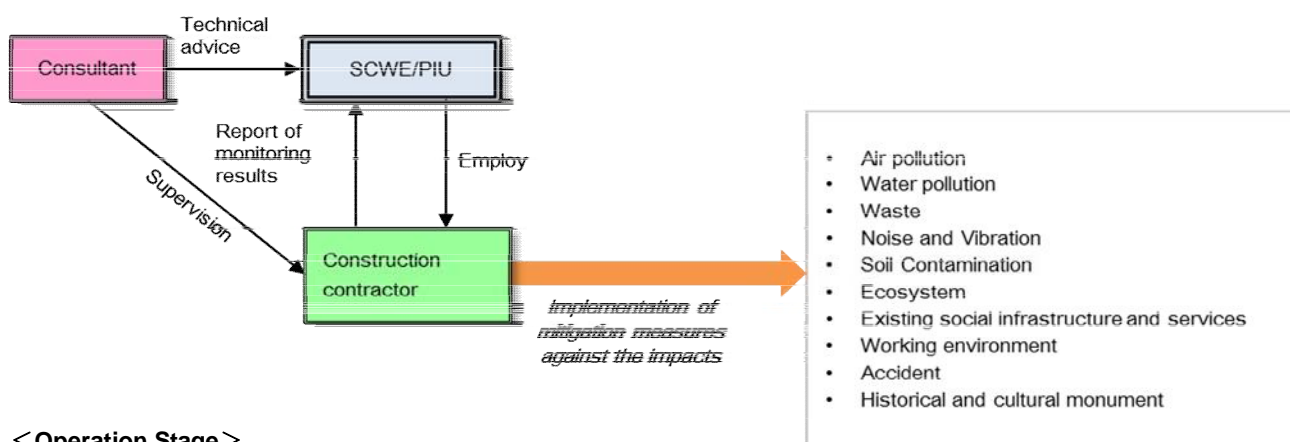 Technical
advice
Consultant
SCWE/PIU
Report of
monitoring
results
Employ
Supervision
Construction
contractor
Implementation of
mitigation measures
against the impacts
• Air pollution
• Water pollution
• Waste
• Noise and Vibration
• Soil Contamination
• Ecosystem
• Existing social infrastructure and services
• Working environment
• Accident
• Historical and cultural monument
＜Operation Stage＞